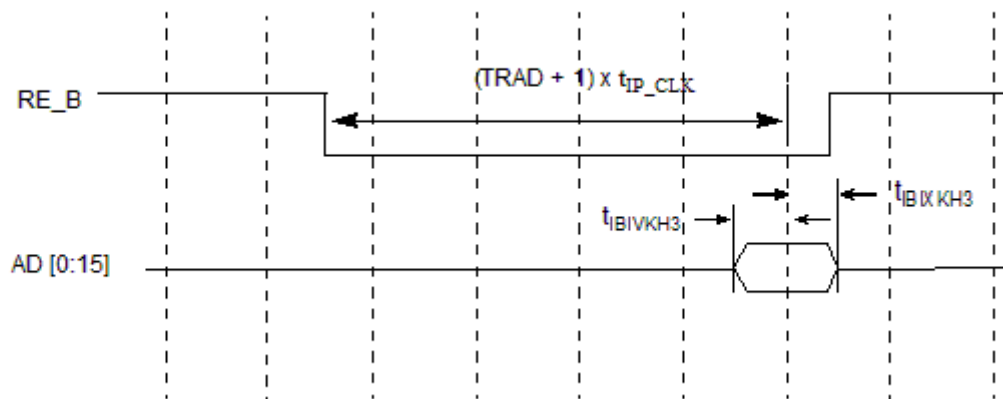 (TRAD + 1) x tIP_CLK
RE_B
tIBIXKH3
tIBIVKH3
AD [0:15]